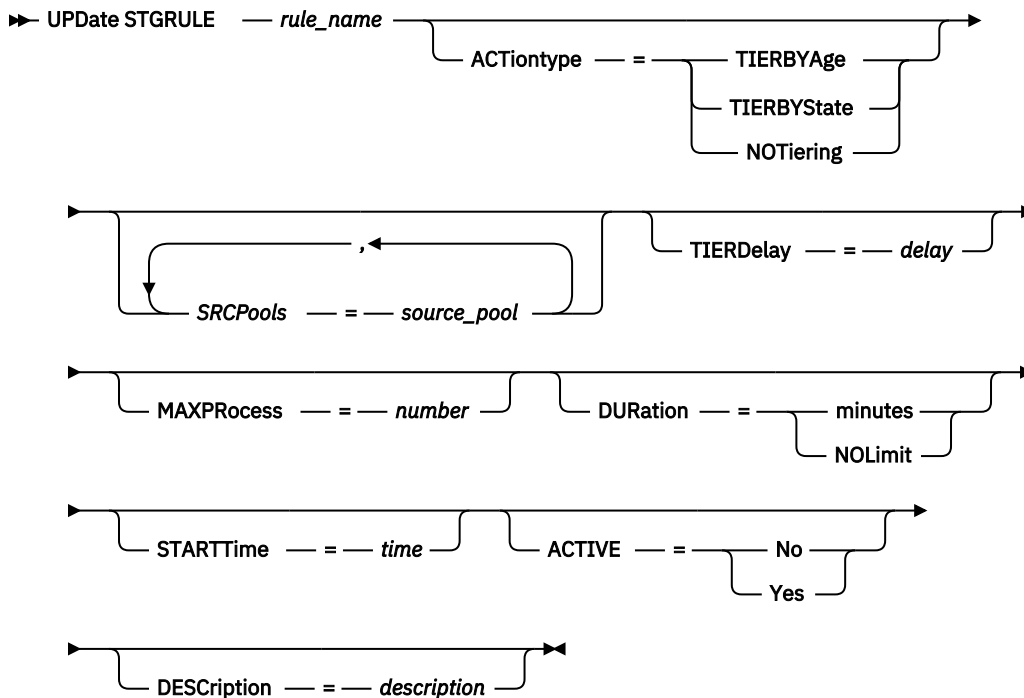 UPDate STGRULE rule_name
ACTiontype = TIERBYAge
TIERBYState
NOTiering
,
SRCPools = source_pool
TIERDelay = delay
MAXPRocess = number
DURation = minutes
NOLimit
STARTTime = time
ACTIVE = No
Yes
DESCription = description